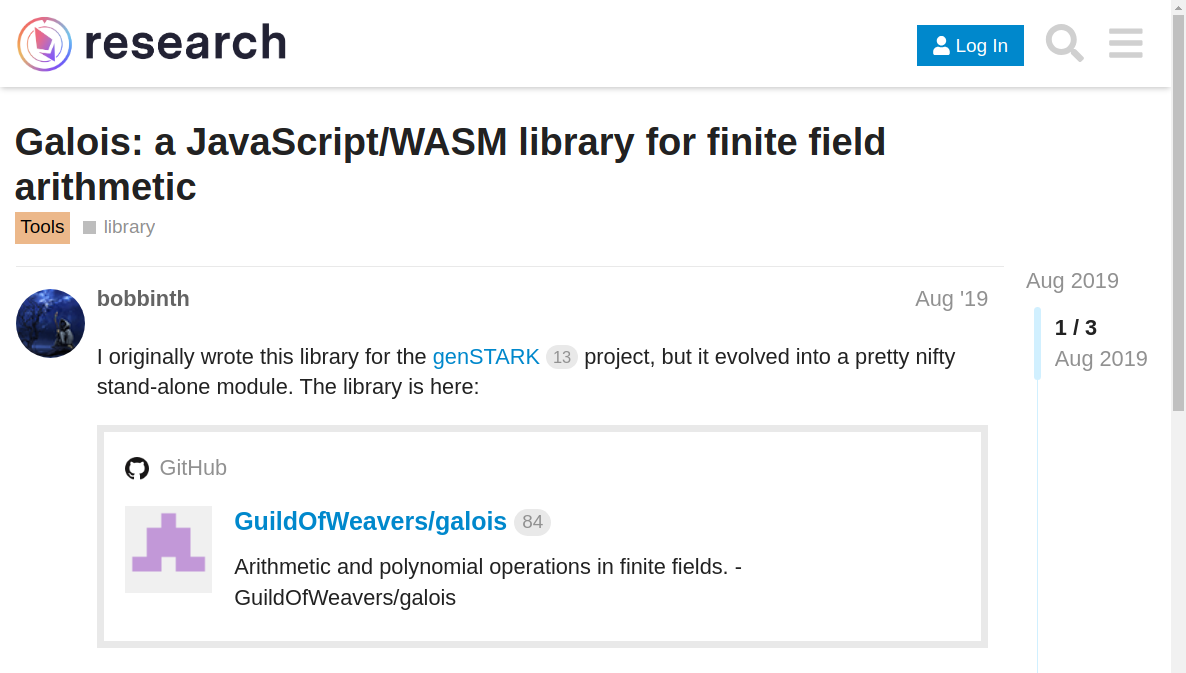 research
Log In
Galois: a JavaScript/WASM library for finite field
arithmetic
Tools
library
Aug 2019
bobbinth
Aug '19
1 / 3
Aug 2019
I originally wrote this library for the genSTARK 13 project, but it evolved into a pretty nifty
stand-alone module. The library is here:
GitHub
GuildOfWeavers/galois 84
Arithmetic and polynomial operations in finite fields. -
GuildOfWeavers/galois